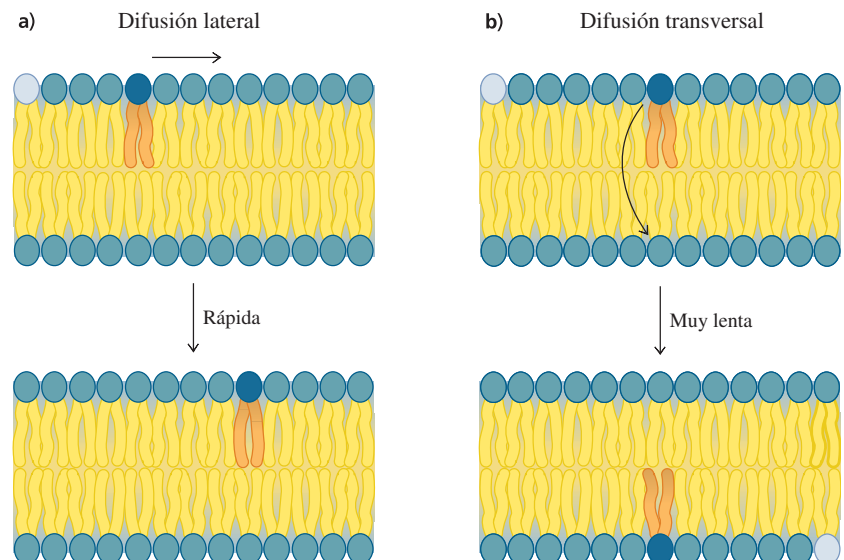 a) Difusión lateral
Rápida
b) Difusión transversal
Muy lenta